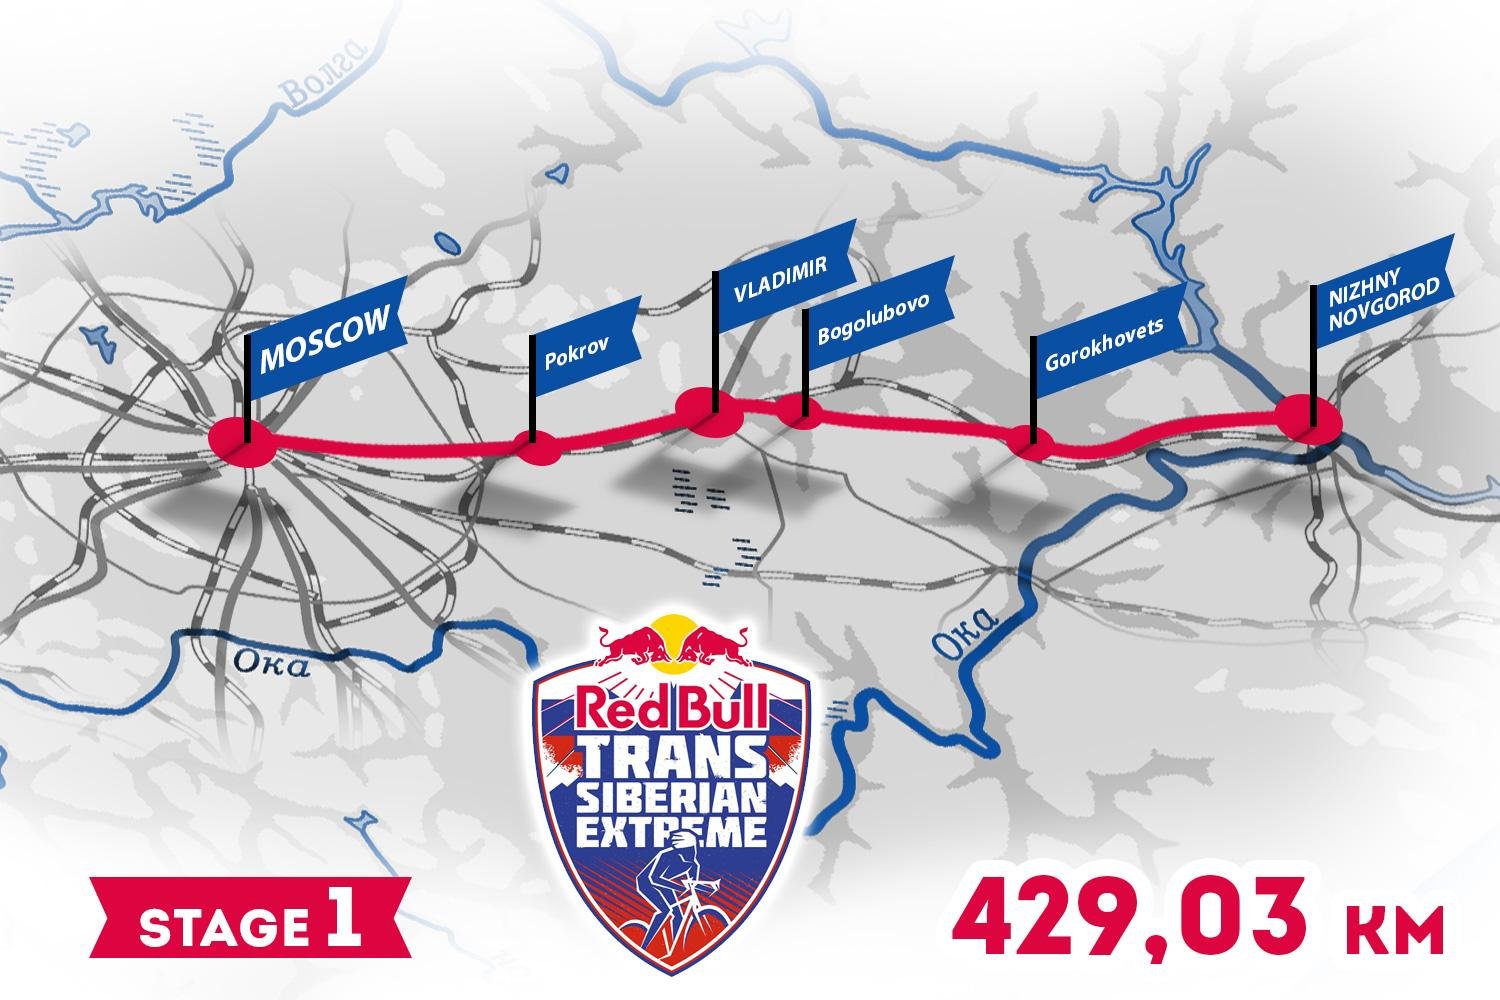 Волга
MOSCOW
Pokrov
VLADIMIR
Bogolubovo
Gorokhovets
NIZHNY
NOVGOROD
Ока
Ока
Red Bull
TRANS
SIBERIAN
EXTREME
STAGE 1
429,03 км